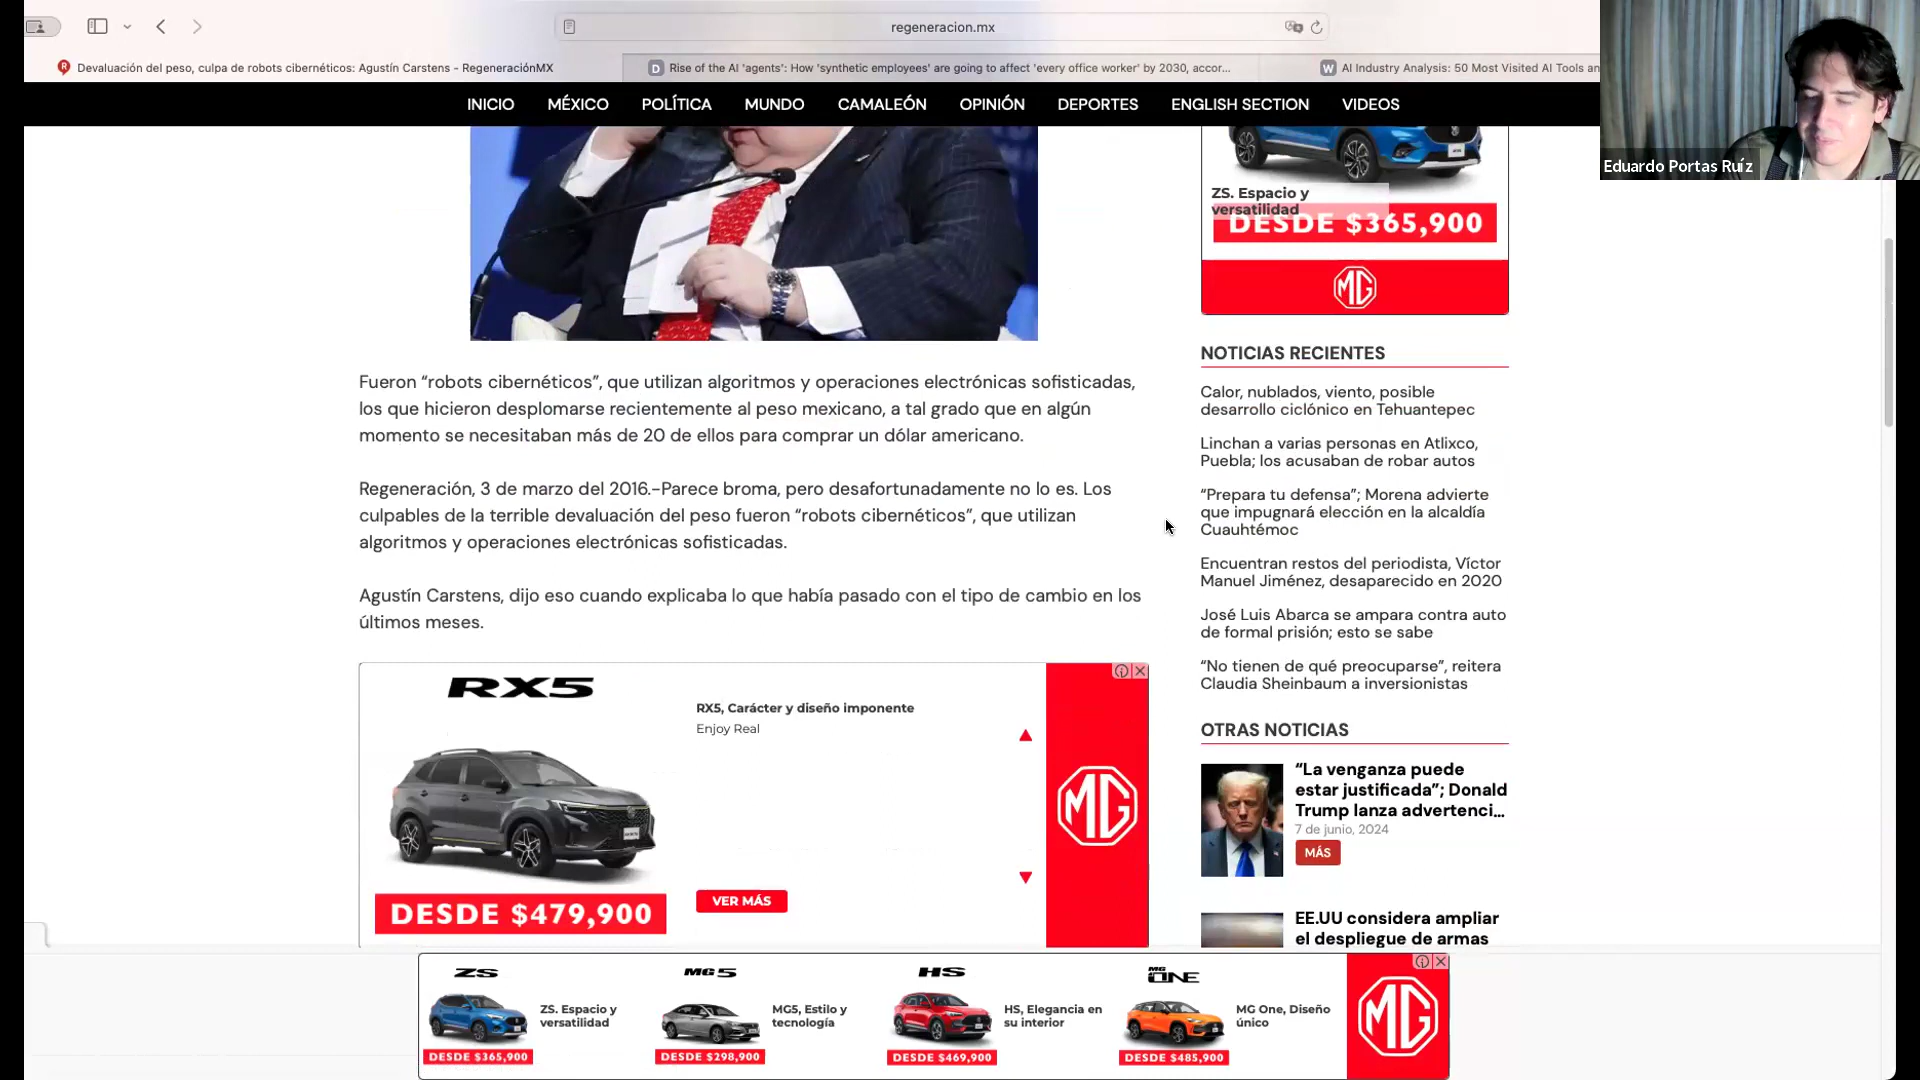 regeneracion.mx
Devaluación del peso, culpa de robots cibernéticos: Agustín Carstens - RegeneraciónMX
Rise of the AI 'agents': How 'synthetic employees' are going to affect 'every office worker' by 2030, accor...
AI Industry Analysis: 50 Most Visited AI Tools an
INICIO MÉXICO POLÍTICA MUNDO CAMALEÓN OPINIÓN DEPORTES ENGLISH SECTION VIDEOS
Eduardo Portas Ruíz
ZS. Espacio y
versatilidad
DESDE $365,900
MG
Fueron “robots cibernéticos”, que utilizan algoritmos y operaciones electrónicas sofisticadas,
los que hicieron desplomarse recientemente al peso mexicano, a tal grado que en algún
momento se necesitaban más de 20 de ellos para comprar un dólar americano.
Regeneración, 3 de marzo del 2016.-Parece broma, pero desafortunadamente no lo es. Los
culpables de la terrible devaluación del peso fueron “robots cibernéticos”, que utilizan
algoritmos y operaciones electrónicas sofisticadas.
Agustín Carstens, dijo eso cuando explicaba lo que había pasado con el tipo de cambio en los
últimos meses.
RX5
RX5, Carácter y diseño imponente
Enjoy Real
VER MÁS
DESDE $479,900
MG
NOTICIAS RECIENTES
Calor, nublados, viento, posible
desarrollo ciclónico en Tehuantepec
Linchan a varias personas en Atlixco,
Puebla; los acusaban de robar autos
“Prepara tu defensa”; Morena advierte
que impugnará elección en la alcaldía
Cuauhtémoc
Encuentran restos del periodista, Víctor
Manuel Jiménez, desaparecido en 2020
José Luis Abarca se ampara contra auto
de formal prisión; esto se sabe
“No tienen de qué preocuparse”, reitera
Claudia Sheinbaum a inversionistas
OTRAS NOTICIAS
“La venganza puede
estar justificada”; Donald
Trump lanza advertenci...
7 de junio, 2024
MÁS
EE.UU considera ampliar
el despliegue de armas
ZS
ZS. Espacio y
versatilidad
DESDE $365,900
MG5
MG5, Estilo y
tecnología
DESDE $298,900
HS
HS, Elegancia en
su interior
DESDE $469,900
MG ONE
MG One, Diseño
único
DESDE $485,900
MG